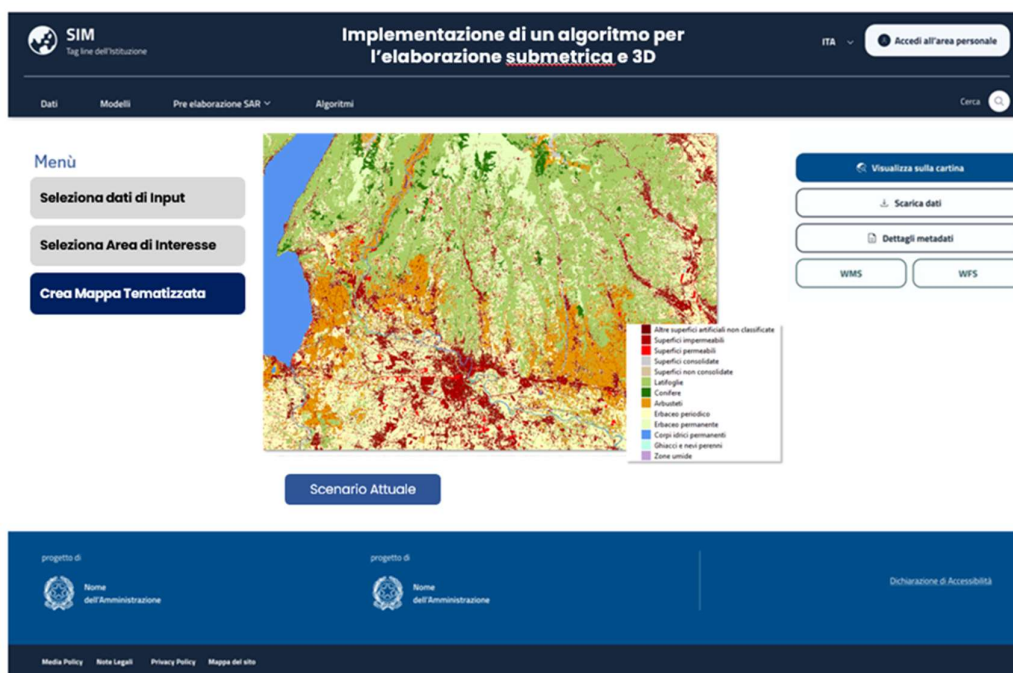 SIM
Tag line dell'Istituzione
Implementazione di un algoritmo per
l'elaborazione submetrica e 3D
ITA
Accedi all'area personale
Dati
Modelli
Pre elaborazione SAR
Algoritmi
Cerca
Menù
Seleziona dati di Input
Seleziona Area di Interesse
Crea Mappa Tematizzata
Altre superfici artificiali non classificate
Superfici impermeabili
Superfici permeabili
Superfici consolidate
Superfici non consolidate
Latifoglie
Conifere
Arbusteti
Erbaceo periodico
Erbaceo permanente
Corpi idrici permanenti
Ghiacci e nevi perenni
Zone umide
Scenario Attuale
Visualizza sulla cartina
Scarica dati
Dettagli metadati
WMS
WFS
progetto di
Nome
dell'Amministrazione
progetto di
Nome
dell'Amministrazione
Dichiarazione di Accessibilità
Media Policy
Note Legali
Privacy Policy
Mappa del sito